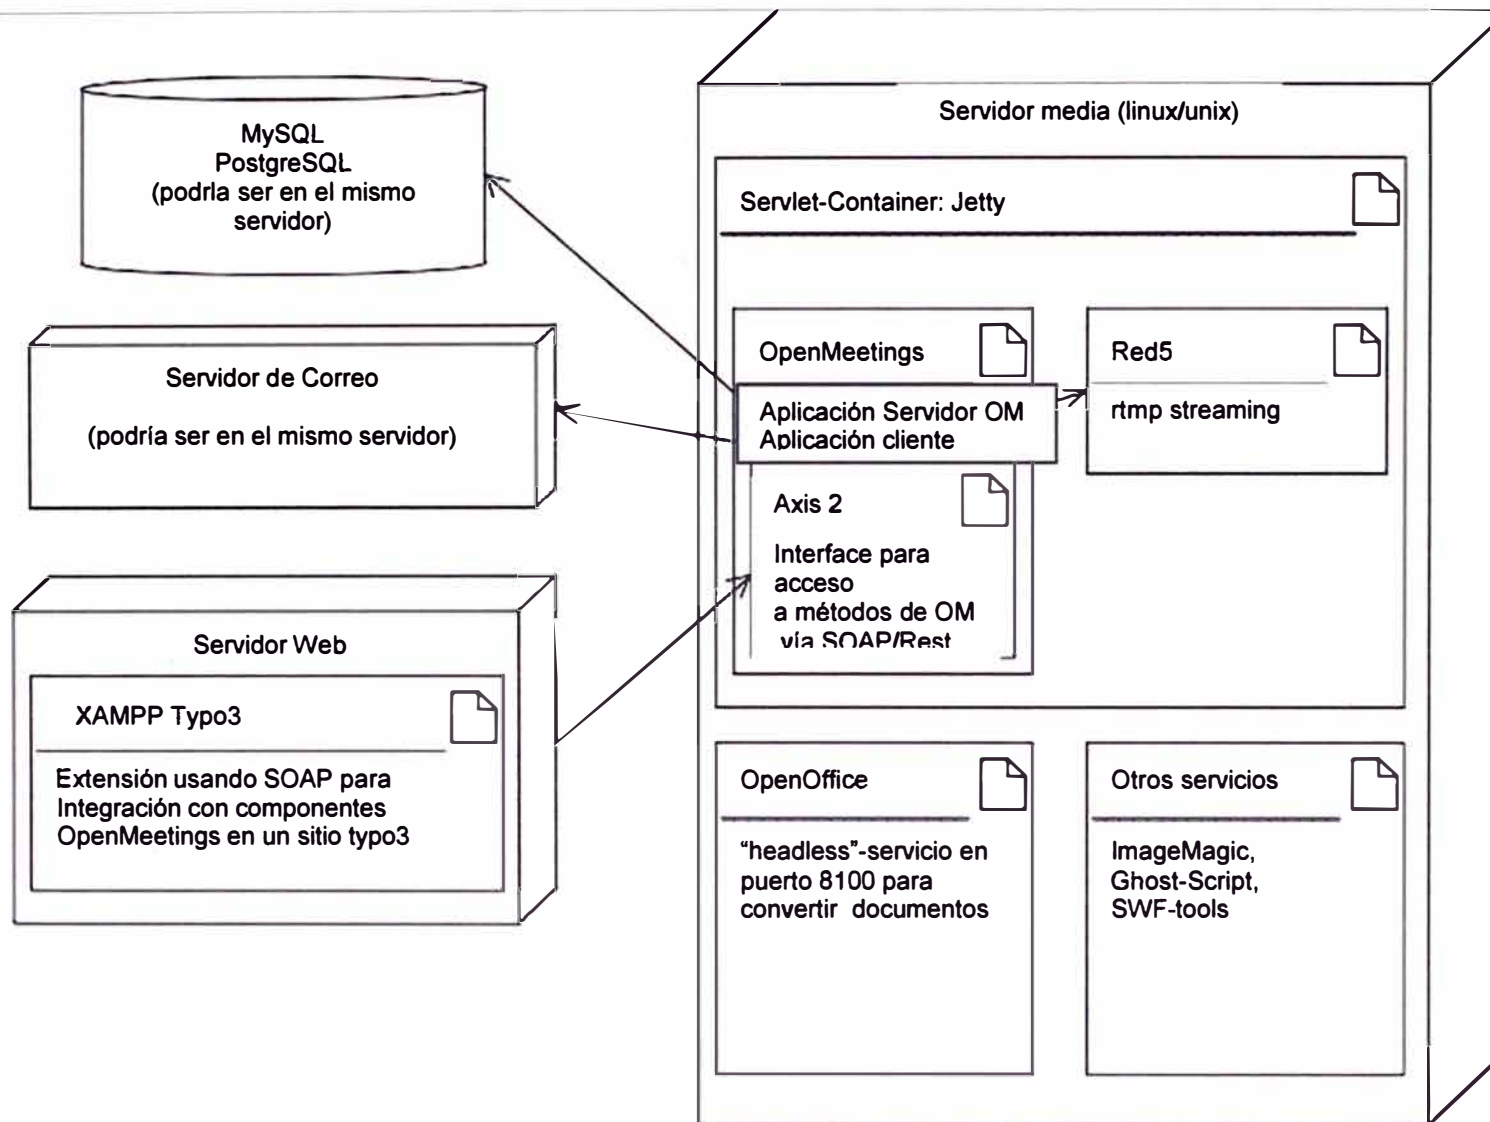 MySQL
PostgreSQL
(podría ser en el mismo
servidor)
Servidor de Correo
(podría ser en el mismo servidor)
Servidor Web
XAMPP Typo3
Extensión usando SOAP para
Integración con componentes
OpenMeetings en un sitio typo3
Servidor media (linux/unix)
Servlet-Container: Jetty
OpenMeetings
Aplicación Servidor OM
Aplicación cliente
Axis 2
Interface para
acceso
a métodos de OM
vía SOAP/Rest
Red5
rtmp streaming
OpenOffice
“headless”-servicio en
puerto 8100 para
convertir documentos
Otros servicios
ImageMagic,
Ghost-Script,
SWF-tools